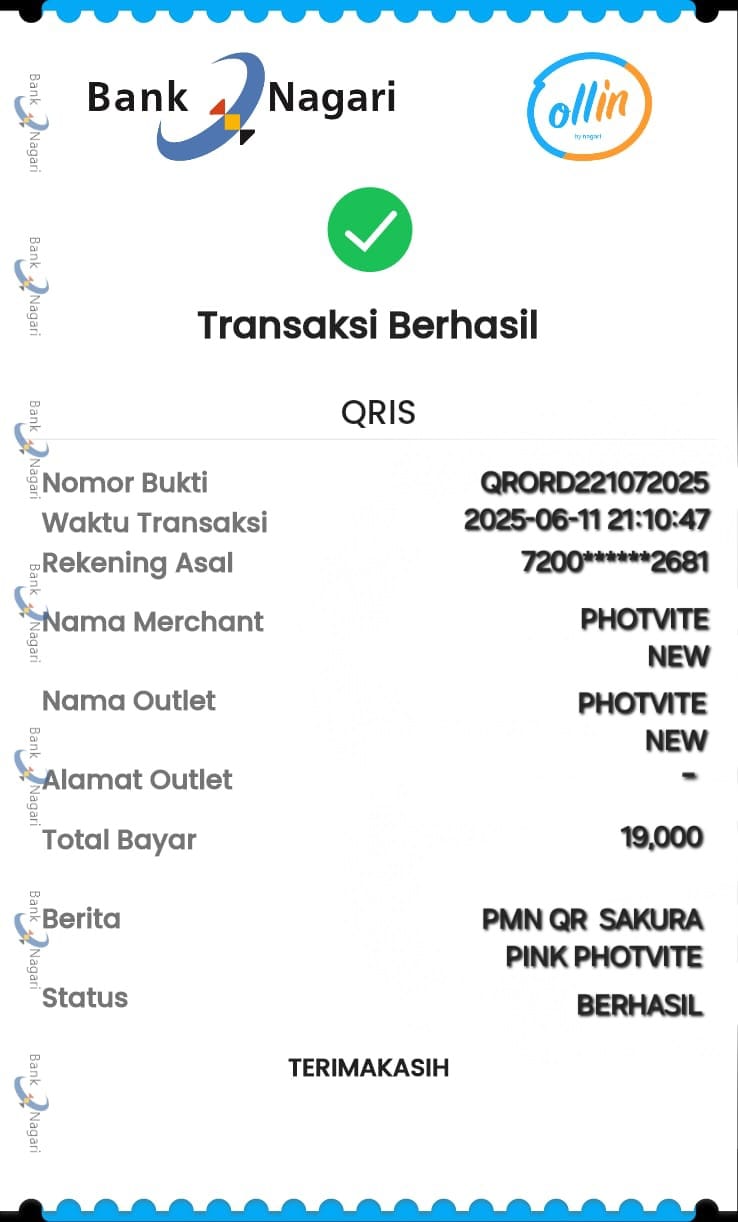 Bank Nagari
ollin
by nagari
Transaksi Berhasil
QRIS
Nomor Bukti QRORD221072025
Waktu Transaksi 2025-06-11 21:10:47
Rekening Asal 7200******2681
Nama Merchant PHOTVITE
NEW
Nama Outlet PHOTVITE
NEW
Alamat Outlet -
Total Bayar 19,000
Berita PMN QR SAKURA
PINK PHOTVITE
Status BERHASIL
TERIMAKASIH
Bank Nagari
Bank Nagari
Bank Nagari
Bank Nagari
Bank Nagari
Bank Nagari
Bank Nagari